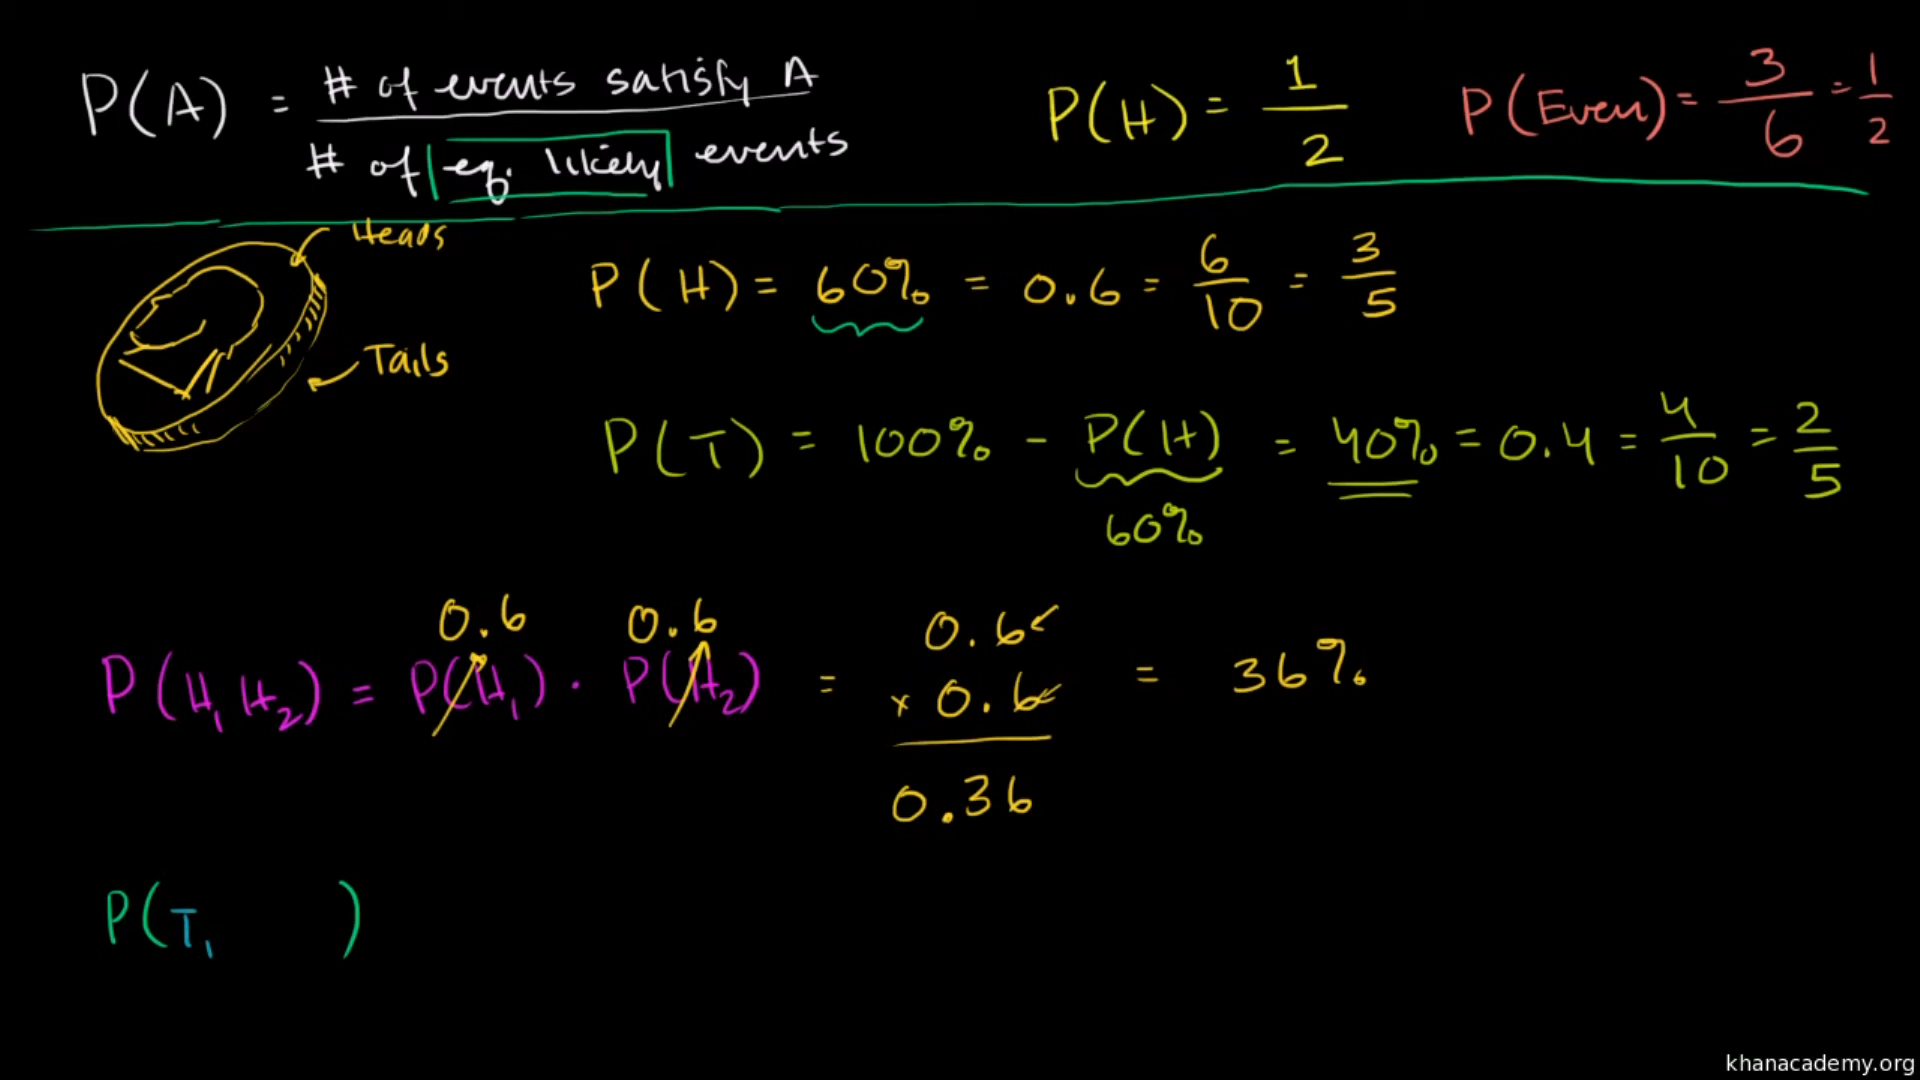 P(A) = # of events satisfy A
# of eq. likely events
P(H) = 1/2
P(Even) = 3/6 = 1/2
Heads
Tails
P(H) = 60% = 0.6 = 6/10 = 3/5
P(T) = 100% - P(H) = 40% = 0.4 = 4/10 = 2/5
60%
0.6 0.6
P(H₁ H₂) = P(H₁) · P(H₂) = 0.6
× 0.6
0.36
= 36%
P(T₁ )
khanacademy.org